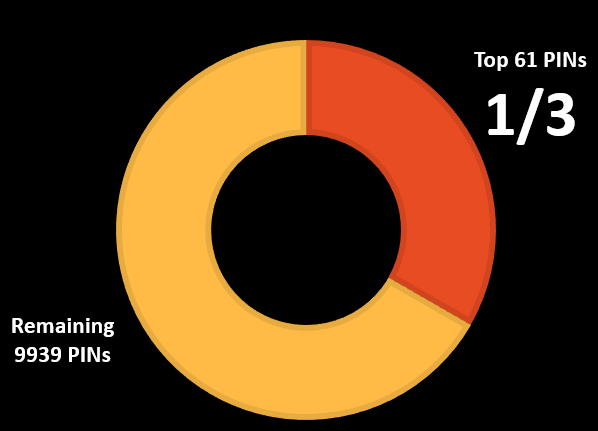 Top 61 PINs
1/3
Remaining
9939 PINs